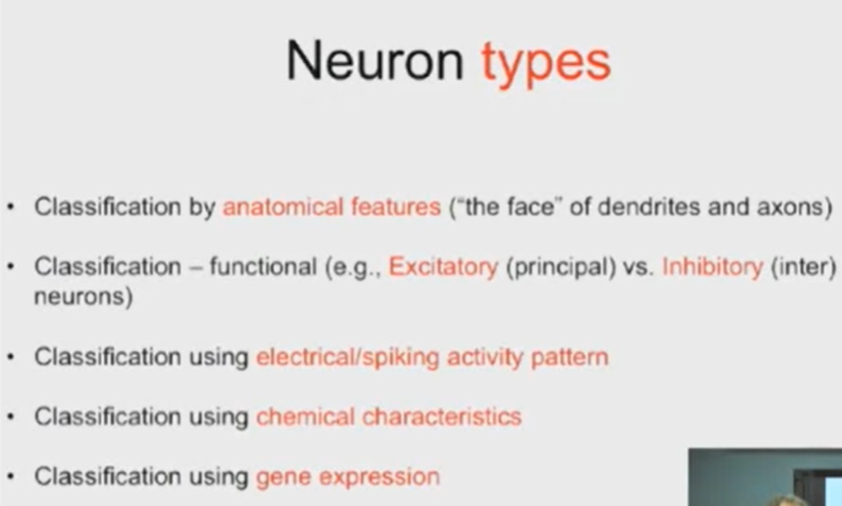 Neuron types
• Classification by anatomical features (“the face” of dendrites and axons)
• Classification – functional (e.g., Excitatory (principal) vs. Inhibitory (inter)
neurons)
• Classification using electrical/spiking activity pattern
• Classification using chemical characteristics
• Classification using gene expression